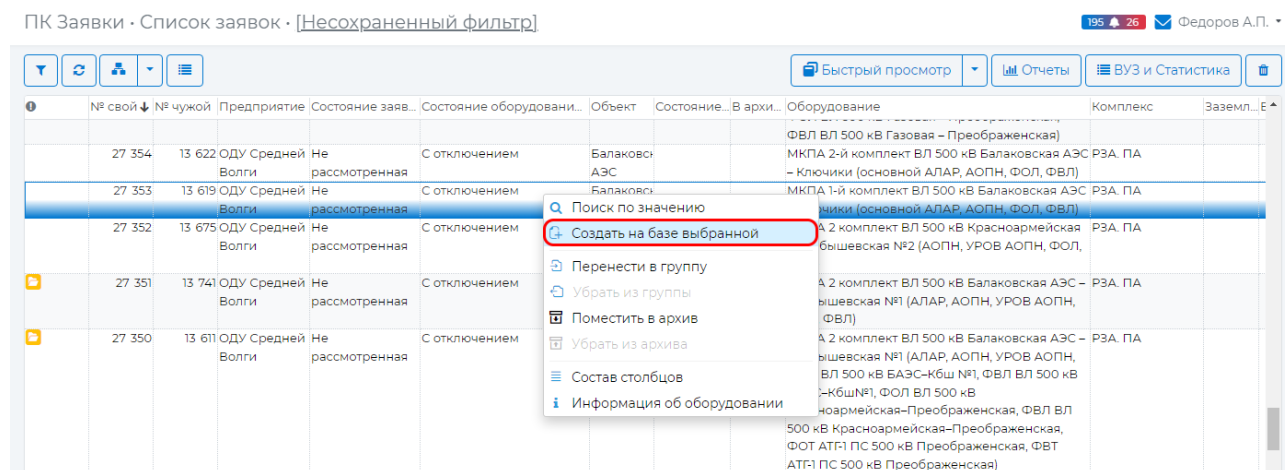 ПК Заявки · Список заявок · [Несохраненный фильтр]
195 26 Федоров А.П.
Быстрый просмотр Отчеты ВУЗ и Статистика
№ свой № чужой Предприятие Состояние заяв... Состояние оборудовани... Объект Состояние... В архи... Оборудование Комплекс Заземл...
ФВЛ ВЛ 500 кВ Газовая – Преображенская)
27 354 13 622 ОДУ Средней Не С отключением Балаковск МКПА 2-й комплект ВЛ 500 кВ Балаковская АЭС РЗА. ПА
Волги рассмотренная АЭС – Ключики (основной АЛАР, АОПН, ФОЛ, ФВЛ)
27 353 13 619 ОДУ Средней Не С отключением Балаковск МКПА 1-й комплект ВЛ 500 кВ Балаковская АЭС РЗА. ПА
Волги рассмотренная чики (основной АЛАР, АОПН, ФОЛ, ФВЛ)
Поиск по значению
27 352 13 675 ОДУ Средней Не С отключением А 2 комплект ВЛ 500 кВ Красноармейская РЗА. ПА
Волги рассмотренная бышевская №2 (АОПН, УРОВ АОПН, ФОЛ,
Создать на базе выбранной
Перенести в группу
27 351 13 741 ОДУ Средней Не С отключением А 2 комплект ВЛ 500 кВ Балаковская АЭС – РЗА. ПА
Волги рассмотренная ышевская №1 (АЛАР, АОПН, УРОВ АОПН,
ФВЛ)
Убрать из группы
Поместить в архив
27 350 13 611 ОДУ Средней Не С отключением А 2 комплект ВЛ 500 кВ Балаковская АЭС – РЗА. ПА
Волги рассмотренная ышевская №1 (АЛАР, АОПН, УРОВ АОПН,
Убрать из архива
ВЛ 500 кВ БАЭС–Кбш №1, ФВЛ ВЛ 500 кВ
Состав столбцов
–Кбш№1, ФОЛ ВЛ 500 кВ
Информация об оборудовании
ноармейская–Преображенская, ФВЛ ВЛ
500 кВ Красноармейская–Преображенская,
ФОТ АТГ-1 ПС 500 кВ Преображенская, ФВТ
АТГ-1 ПС 500 кВ Преображенская)